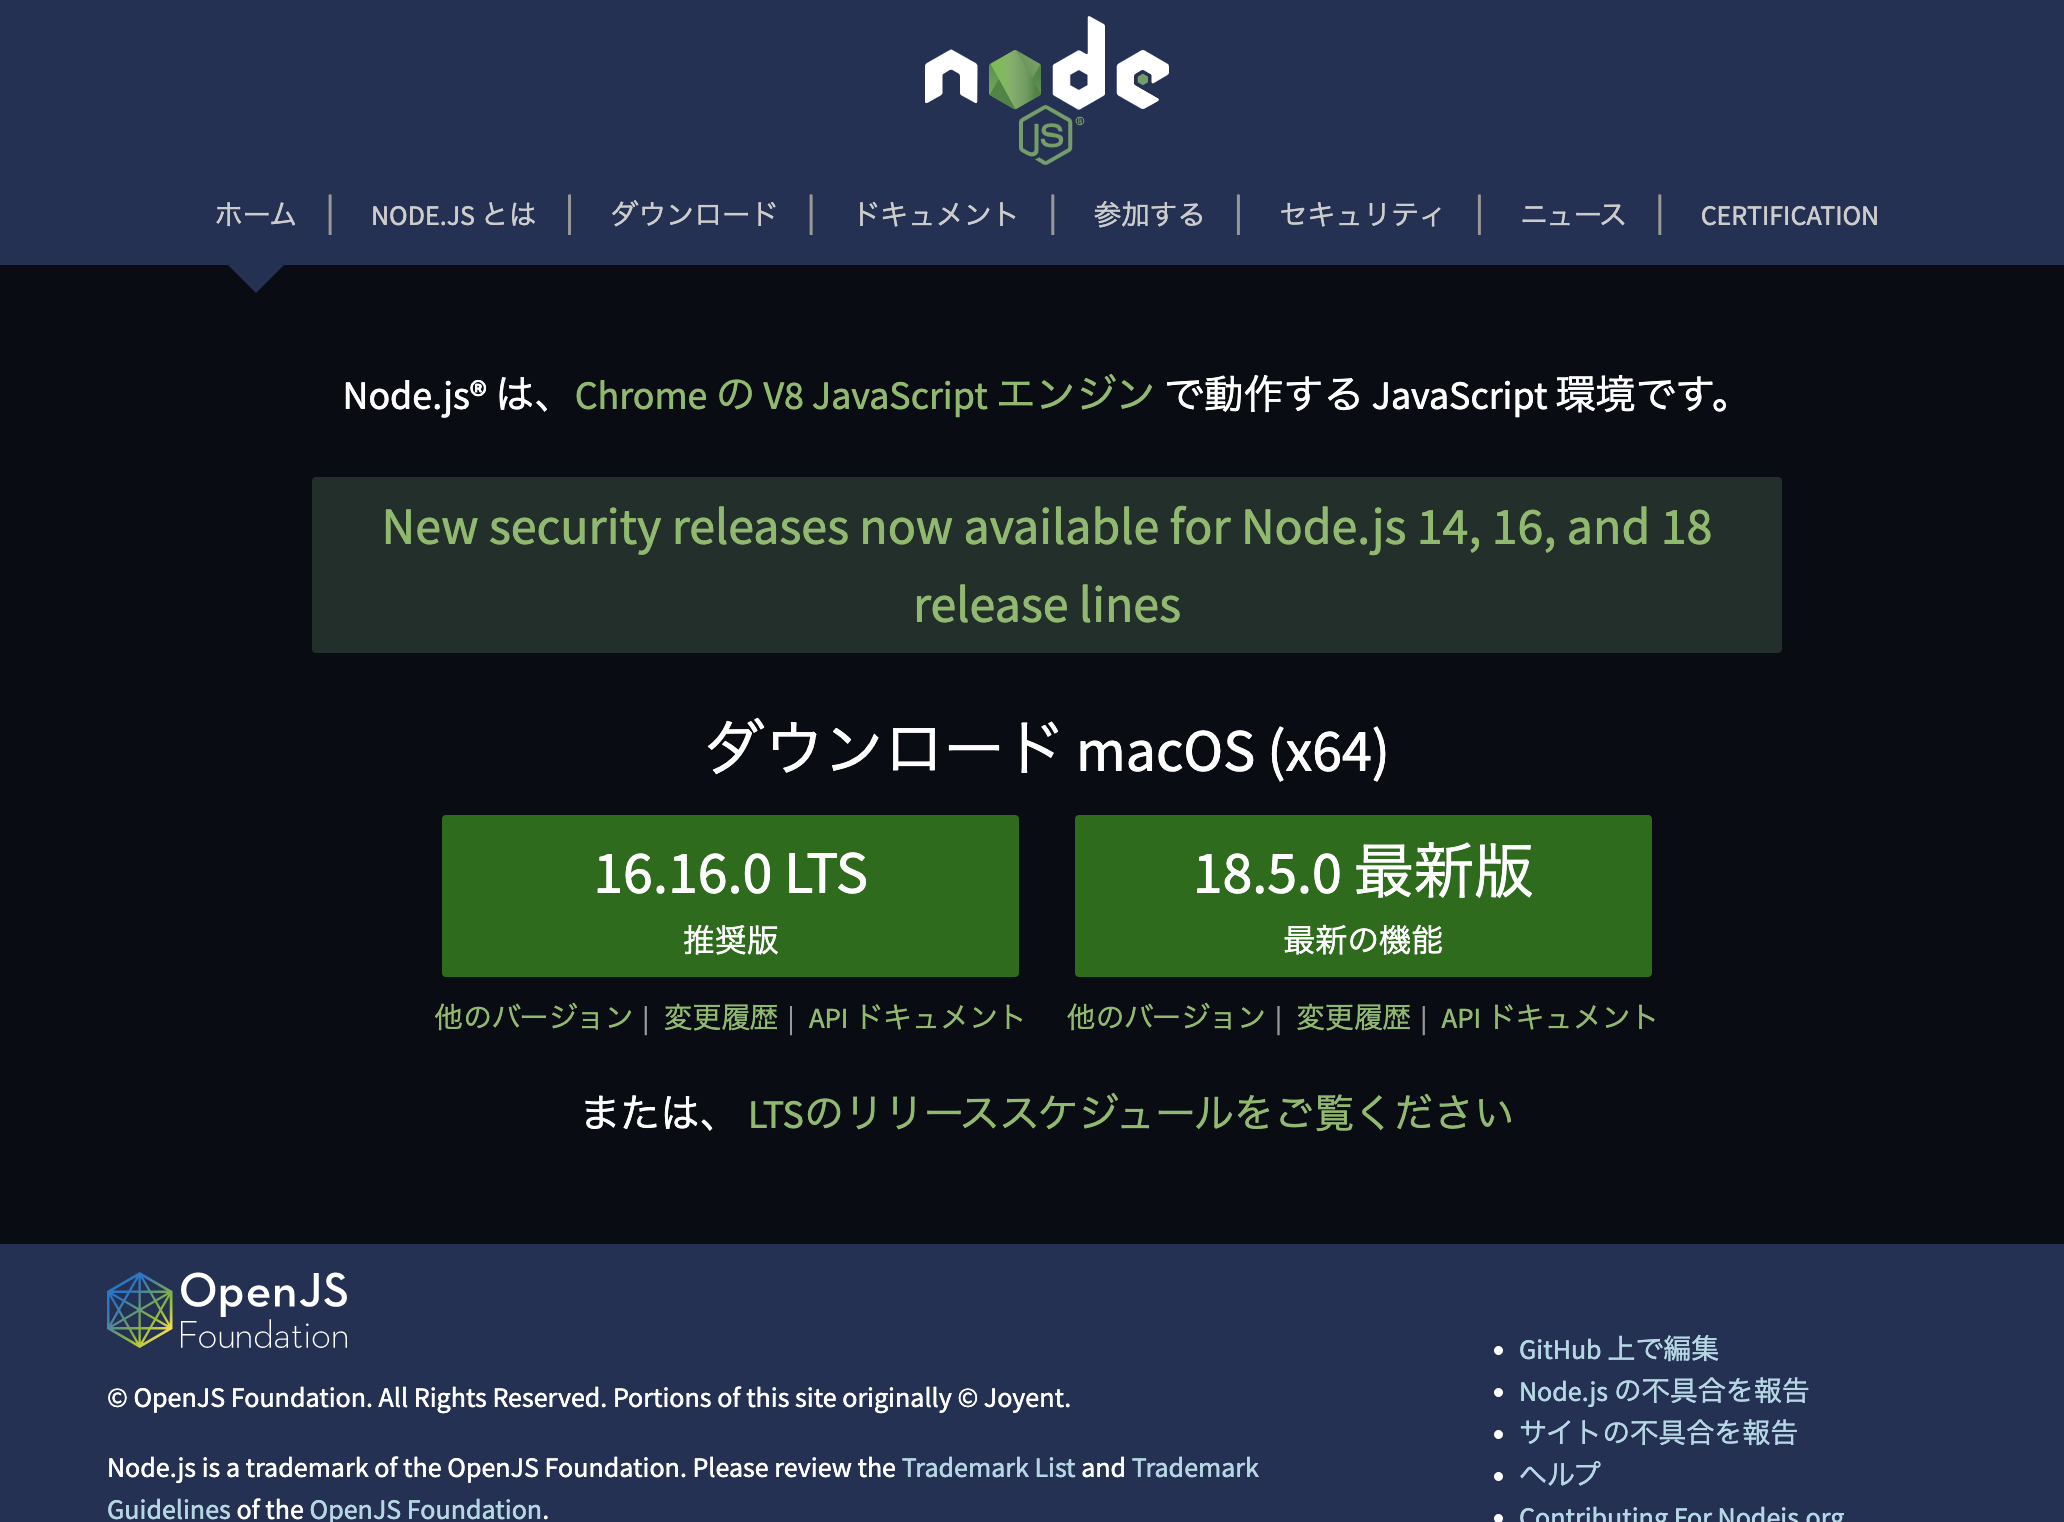 node
JS®
ホーム | NODE.JS とは | ダウンロード | ドキュメント | 参加する | セキュリティ | ニュース | CERTIFICATION
Node.js® は、Chrome の V8 JavaScript エンジン で動作する JavaScript 環境です。
New security releases now available for Node.js 14, 16, and 18
release lines
ダウンロード macOS (x64)
16.16.0 LTS
推奨版
他のバージョン | 変更履歴 | API ドキュメント
18.5.0 最新版
最新の機能
他のバージョン | 変更履歴 | API ドキュメント
または、 LTSのリリーススケジュールをご覧ください
OpenJS
Foundation
© OpenJS Foundation. All Rights Reserved. Portions of this site originally © Joyent.
Node.js is a trademark of the OpenJS Foundation. Please review the Trademark List and Trademark
Guidelines of the OpenJS Foundation.
GitHub 上で編集
Node.js の不具合を報告
サイトの不具合を報告
ヘルプ
Contributing For Nodejs.org